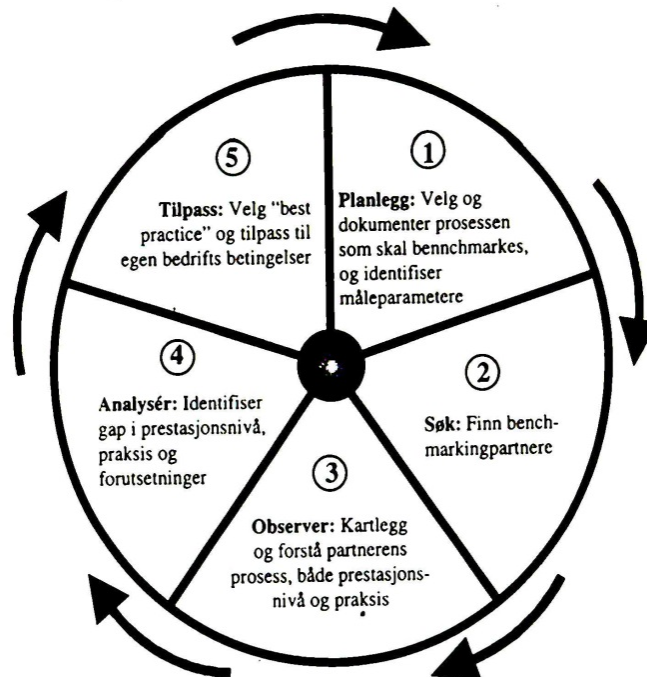 1
Planlegg: Velg og
dokumenter prosessen
som skal bennchmarkes,
og identifiser
måleparametere
2
Søk: Finn bench-
markingpartnere
3
Observer: Kartlegg
og forstå partnerens
prosess, både prestasjons-
nivå og praksis
4
Analysér: Identifiser
gap i prestasjonsnivå,
praksis og
forutsetninger
5
Tilpass: Velg "best
practice" og tilpass til
egen bedrifts betingelser